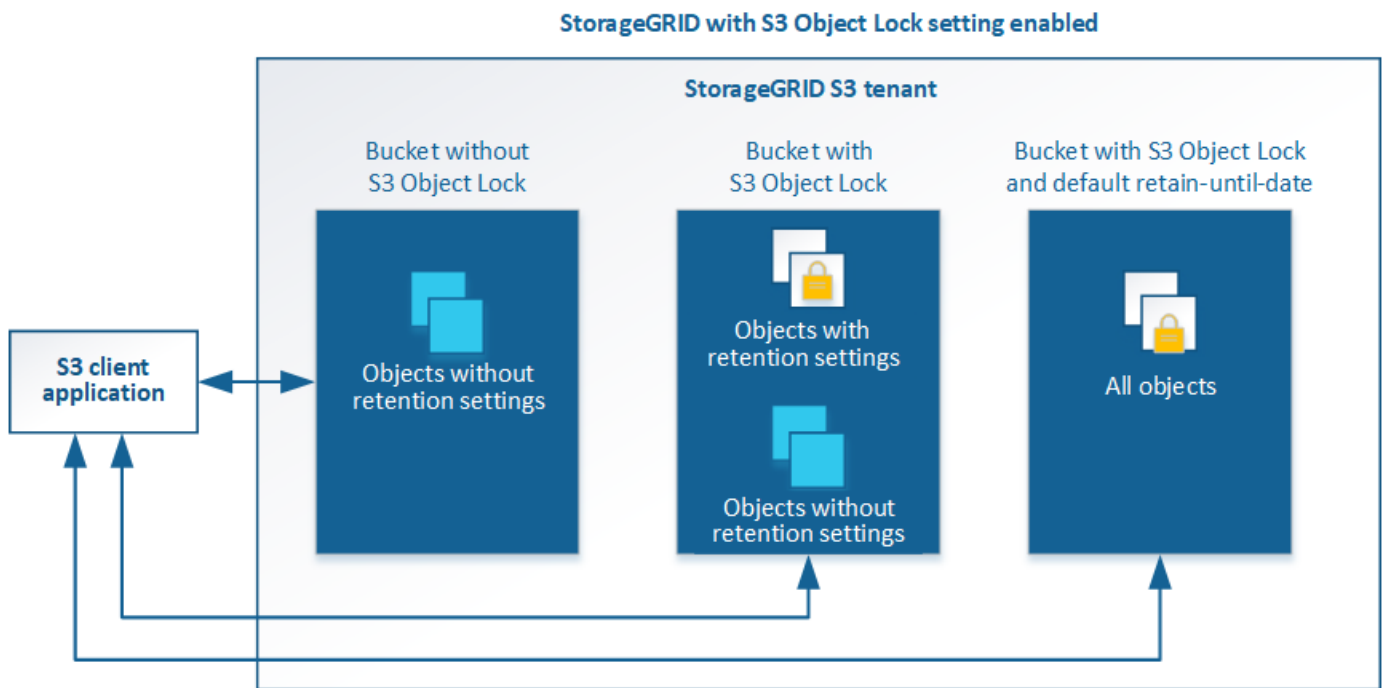 StorageGRID with S3 Object Lock setting enabled
StorageGRID S3 tenant
Bucket without
S3 Object Lock
Bucket with
S3 Object Lock
Bucket with S3 Object Lock
and default retain-until-date
S3 client
application
Objects without
retention settings
Objects with
retention settings
Objects without
retention settings
All objects